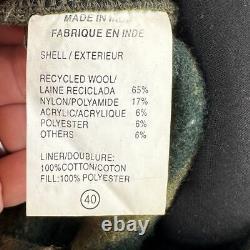 MADE IN INDE
FABRIQUE EN INDE
SHELL/EXTERIEUR
RECYCLED WOOL/
LAINE RECICLADA 65%
NYLON/POLYAMIDE 17%
ACRYLIC/ACRYLIQUE 6%
POLYESTER 6%
OTHERS 6%
LINER/DOUBLURE:
100%COTTON/COTON
FILL:100% POLYESTER
40